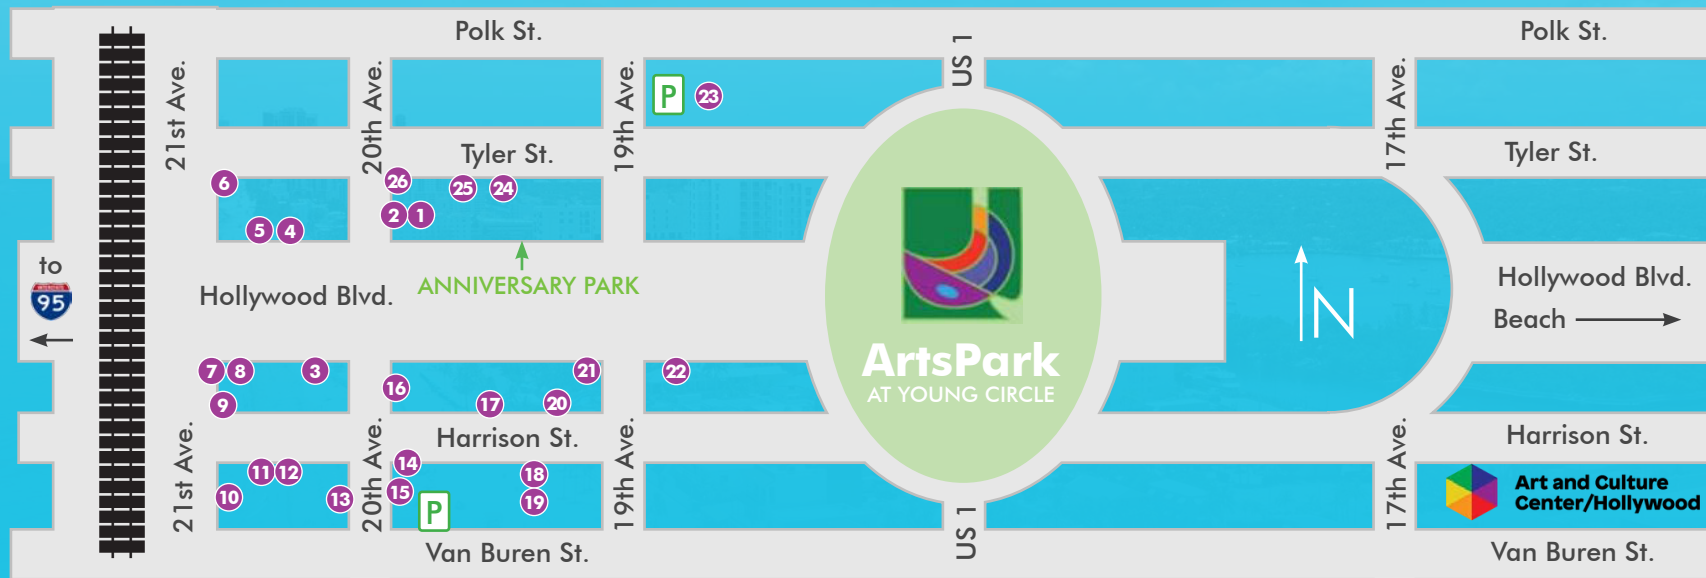 Polk St.
US 1
Polk St.
21st Ave.
20th Ave.
19th Ave.
17th Ave.
P
23
Tyler St.
Tyler St.
6
26
25
24
2
1
5
4
to
INTERSTATE
95
ANNIVERSARY PARK
Hollywood Blvd.
Hollywood Blvd.
Beach
N
ArtsPark
AT YOUNG CIRCLE
7
8
3
9
16
17
20
21
22
Harrison St.
Harrison St.
21st Ave.
20th Ave.
19th Ave.
17th Ave.
11
12
10
13
14
15
P
18
19
Art and Culture
Center/Hollywood
US 1
Van Buren St.
Van Buren St.